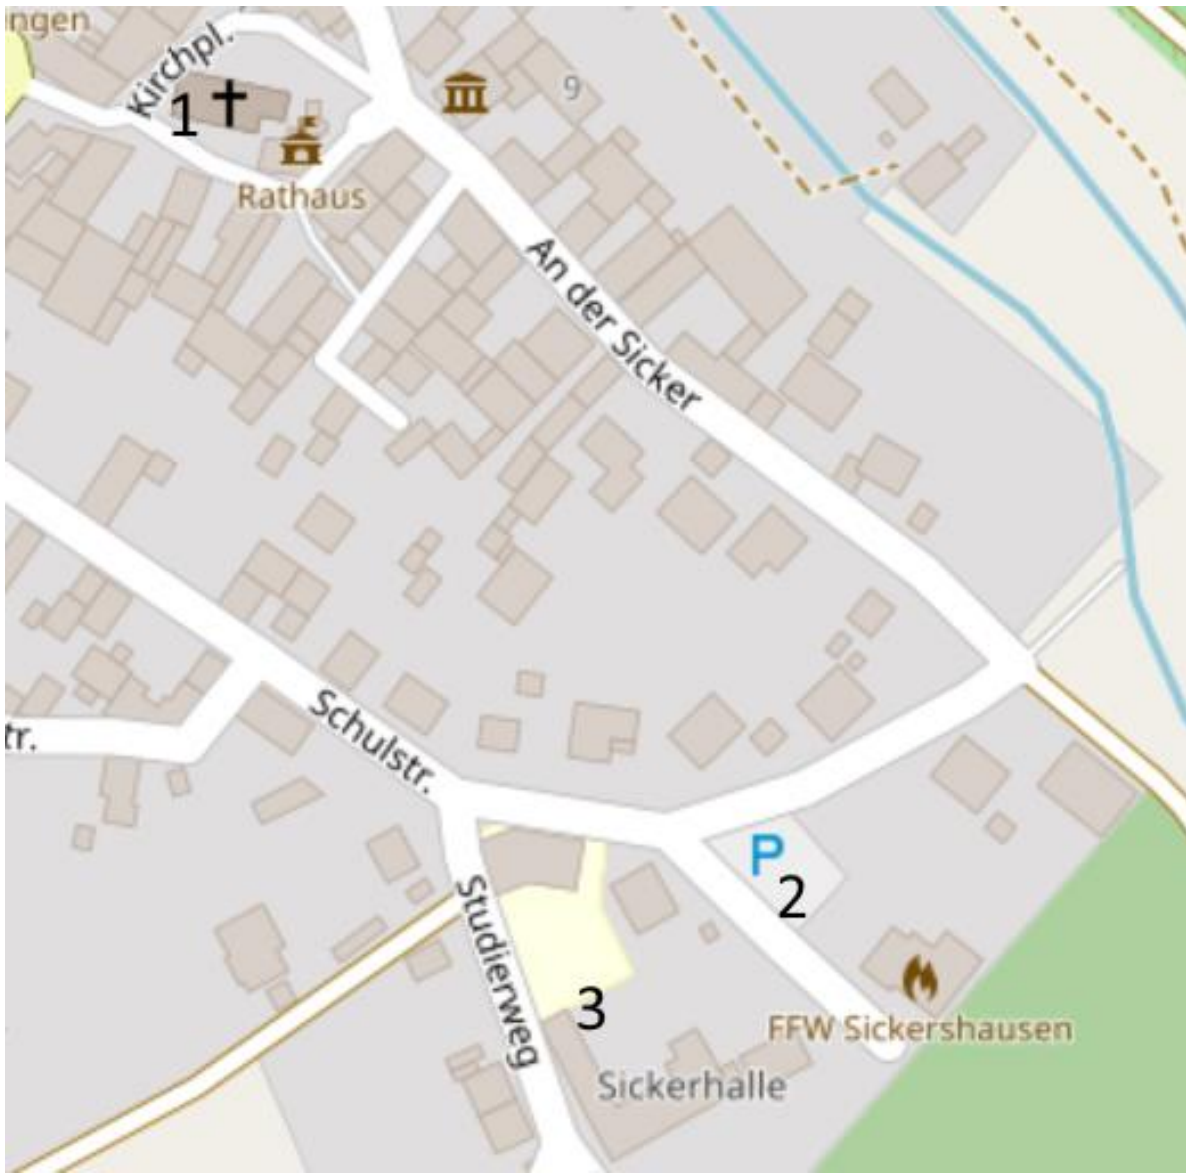 ngen
Kirchpl.
1
9
Rathaus
An der Sicker
Schulstr.
tr.
P
2
Studierweg
3
FFW Sickershausen
Sickerhalle